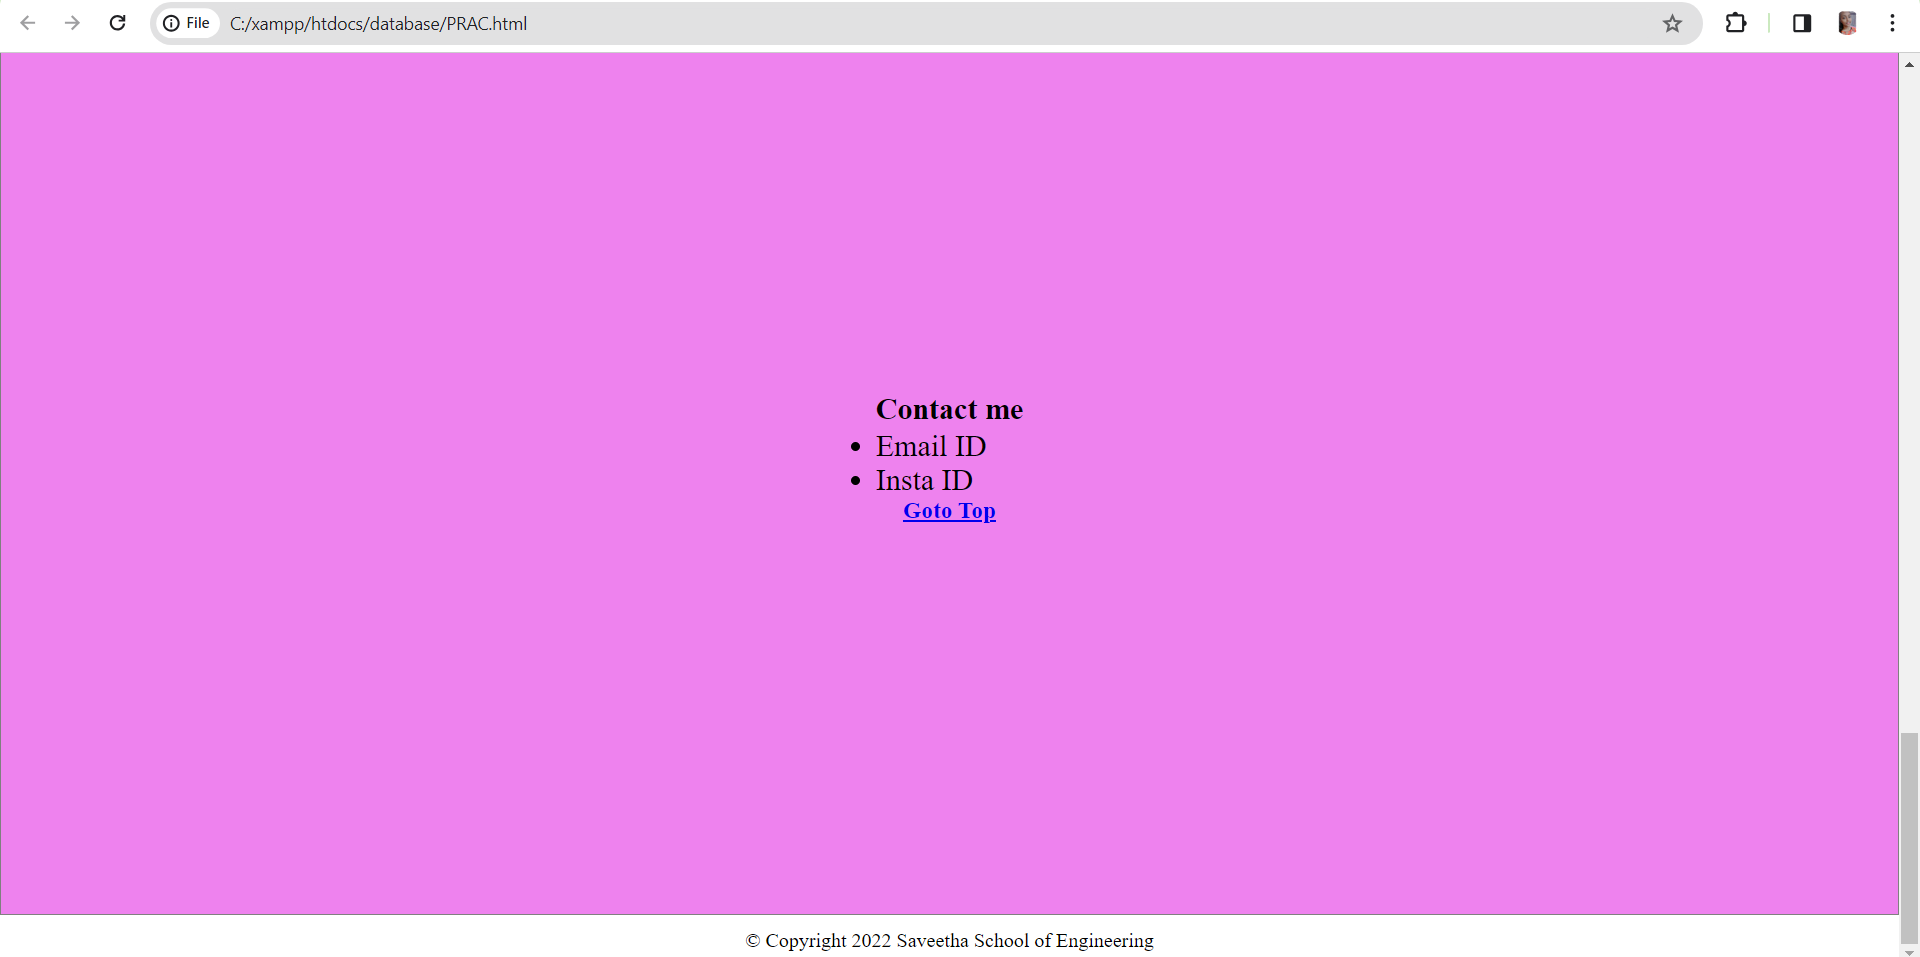 File C:/xampp/htdocs/database/PRAC.html
Contact me
• Email ID
• Insta ID
Goto Top
© Copyright 2022 Saveetha School of Engineering